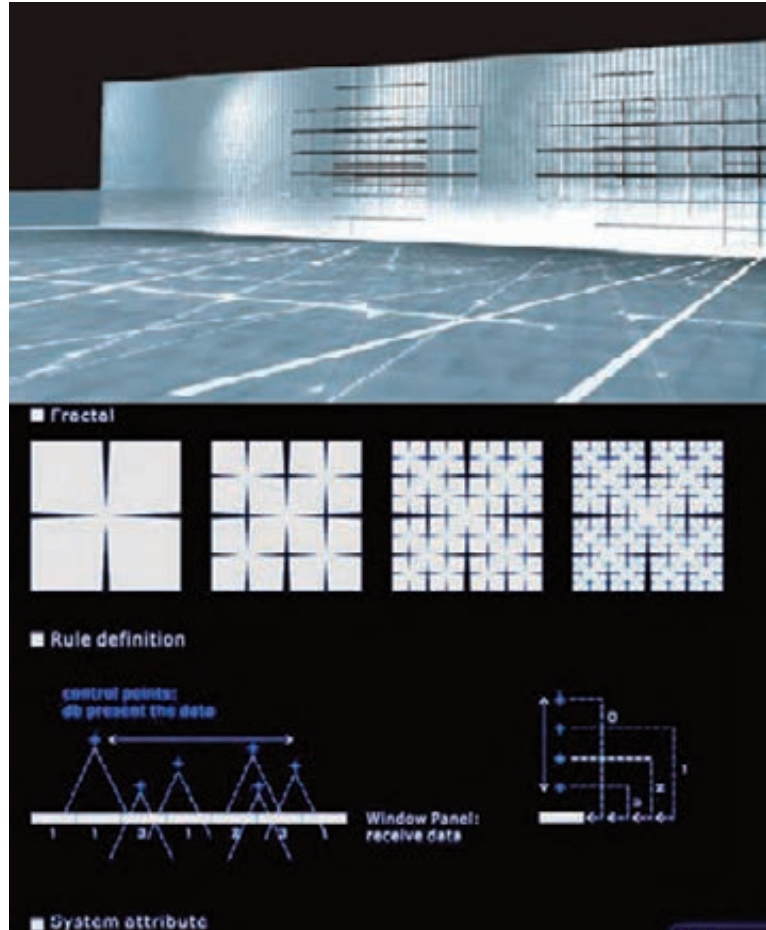 Fractal
Rule definition
control points:
db present the data
Window Panel:
receive data
1 1 3 1 2 3 1
0
1
2
System attribute